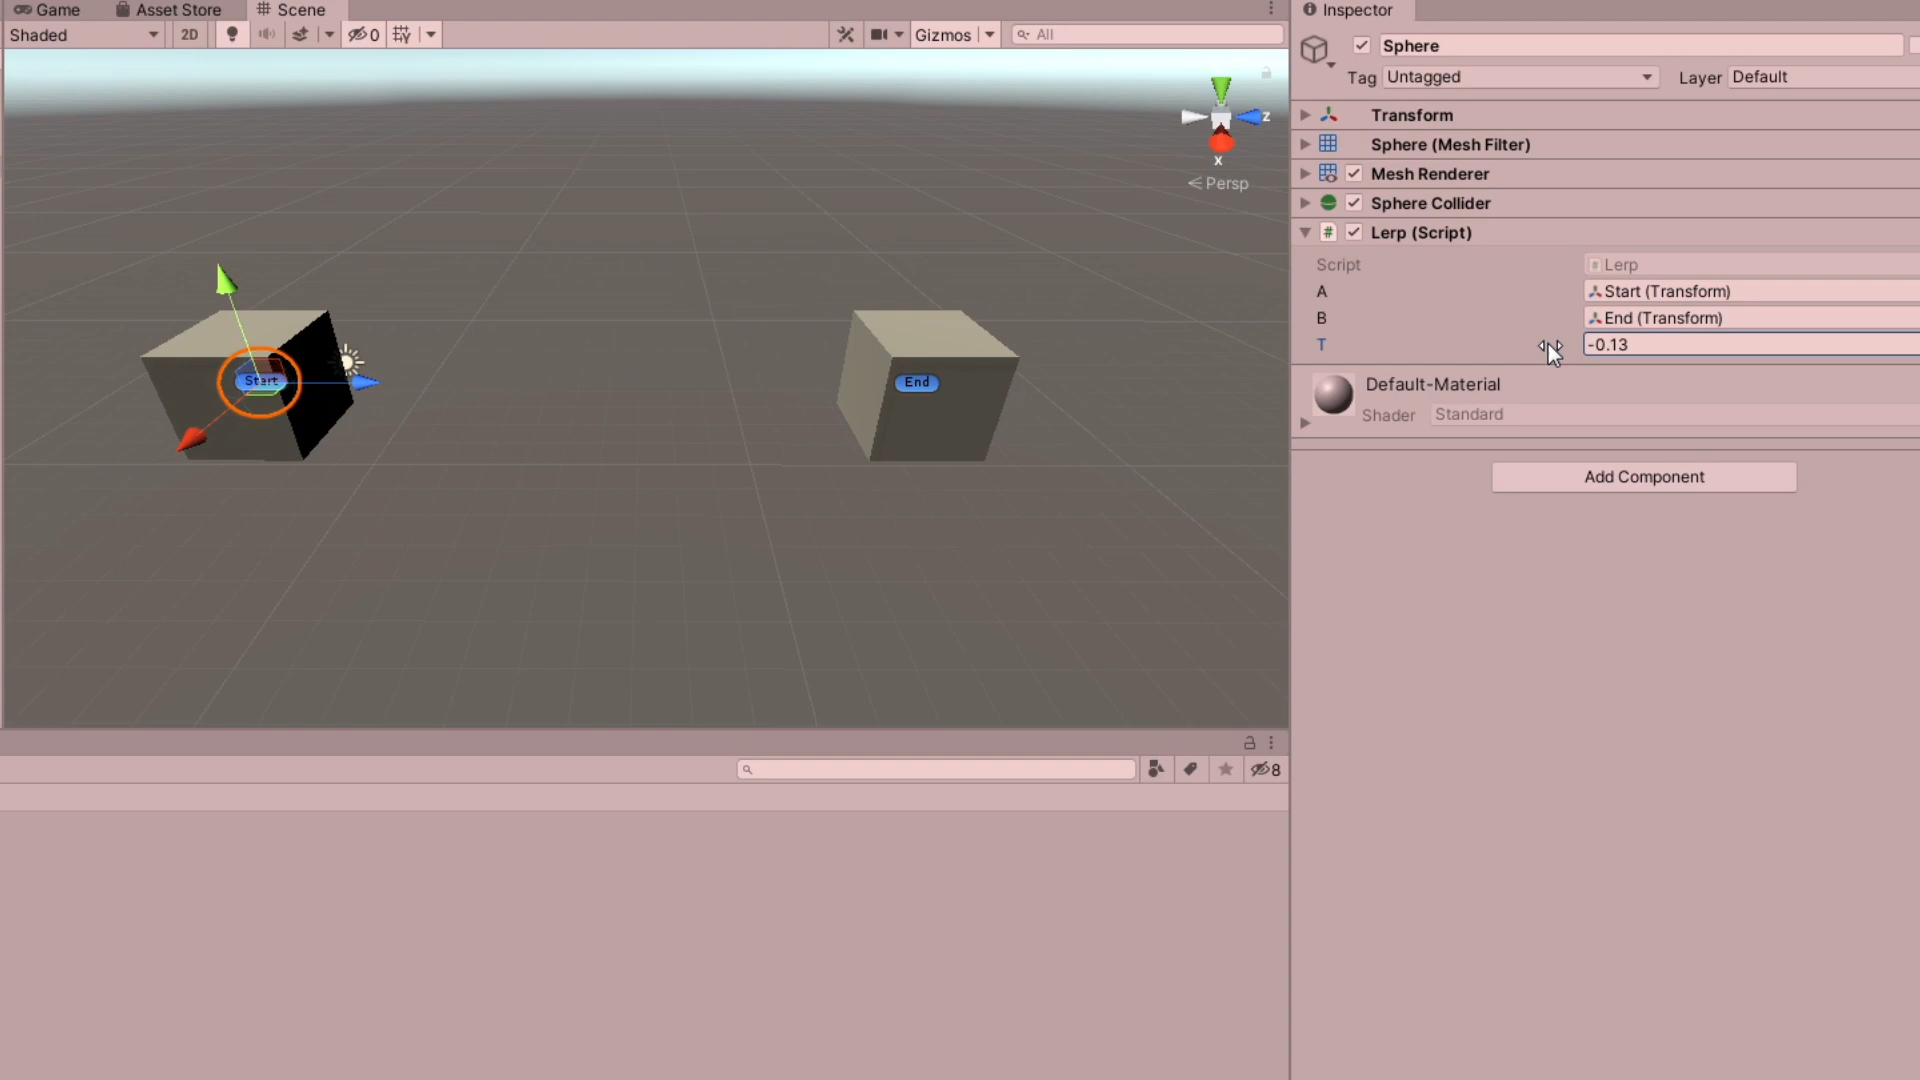 Game Asset Store Scene
Shaded 2D 0 Gizmos All
z
x
Persp
Start
End
8
Inspector
Sphere
Tag Untagged Layer Default
Transform
Sphere (Mesh Filter)
Mesh Renderer
Sphere Collider
# Lerp (Script)
Script Lerp
A Start (Transform)
B End (Transform)
T -0.13
Default-Material
Shader Standard
Add Component